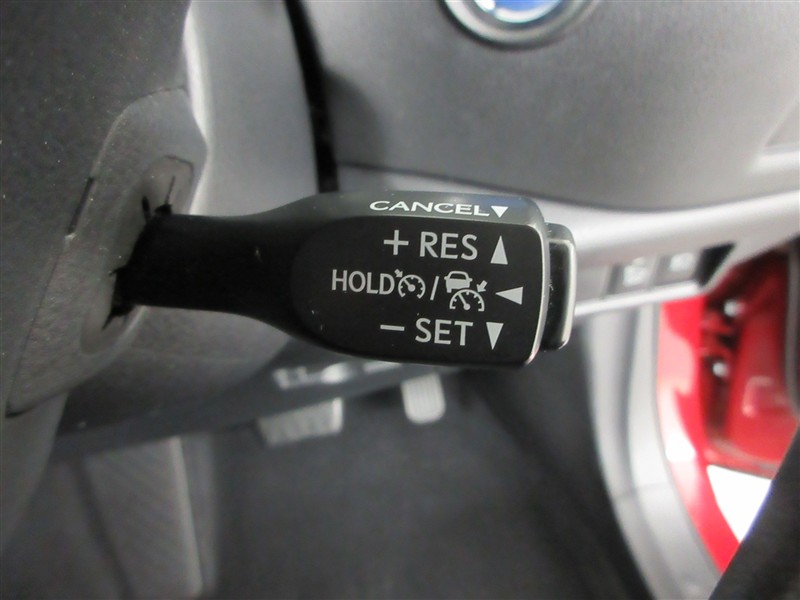 CANCEL▼
+ RES ▲
HOLD / ◀
− SET ▼